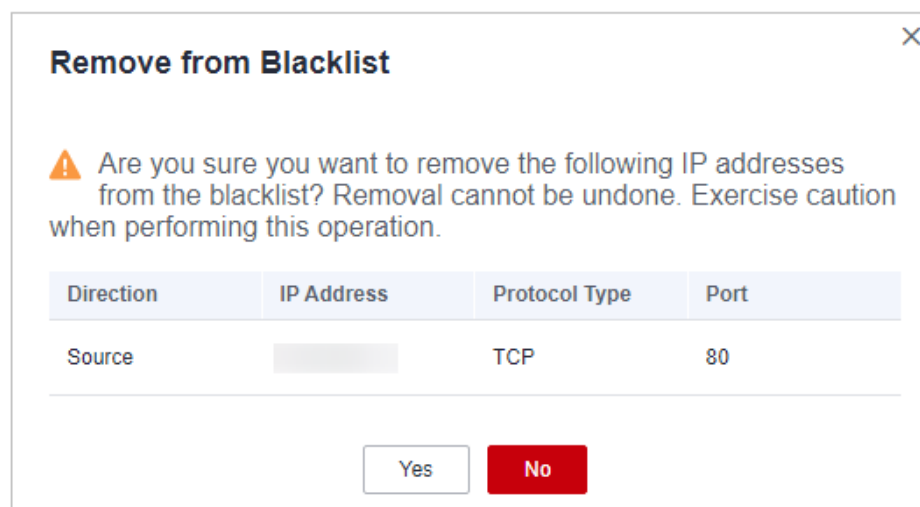 Remove from Blacklist
Are you sure you want to remove the following IP addresses
from the blacklist? Removal cannot be undone. Exercise caution
when performing this operation.
Direction IP Address Protocol Type Port
Source TCP 80
Yes No